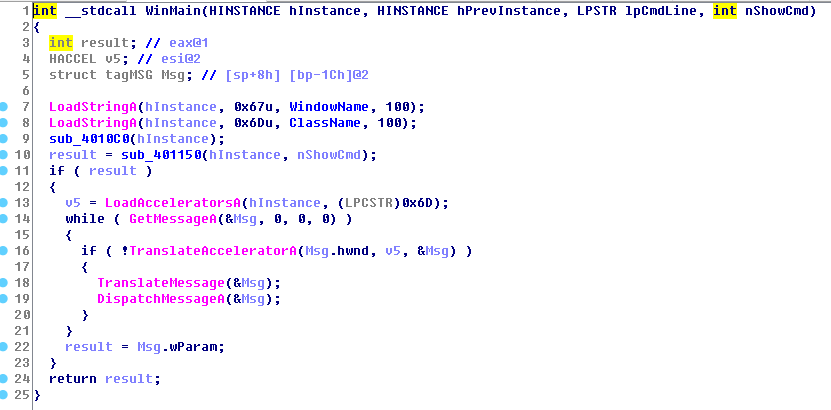 1 int __stdcall WinMain(HINSTANCE hInstance, HINSTANCE hPrevInstance, LPSTR lpCmdLine, int nShowCmd)
2 {
3   int result; // eax@1
4   HACCEL v5; // esi@2
5   struct tagMSG Msg; // [sp+8h] [bp-1Ch]@2
6
7   LoadStringA(hInstance, 0x67u, WindowName, 100);
8   LoadStringA(hInstance, 0x6Du, ClassName, 100);
9   sub_4010C0(hInstance);
10   result = sub_401150(hInstance, nShowCmd);
11   if ( result )
12   {
13     v5 = LoadAcceleratorsA(hInstance, (LPCSTR)0x6D);
14     while ( GetMessageA(&Msg, 0, 0, 0) )
15     {
16       if ( !TranslateAcceleratorA(Msg.hwnd, v5, &Msg) )
17       {
18         TranslateMessage(&Msg);
19         DispatchMessageA(&Msg);
20       }
21     }
22     result = Msg.wParam;
23   }
24   return result;
25 }